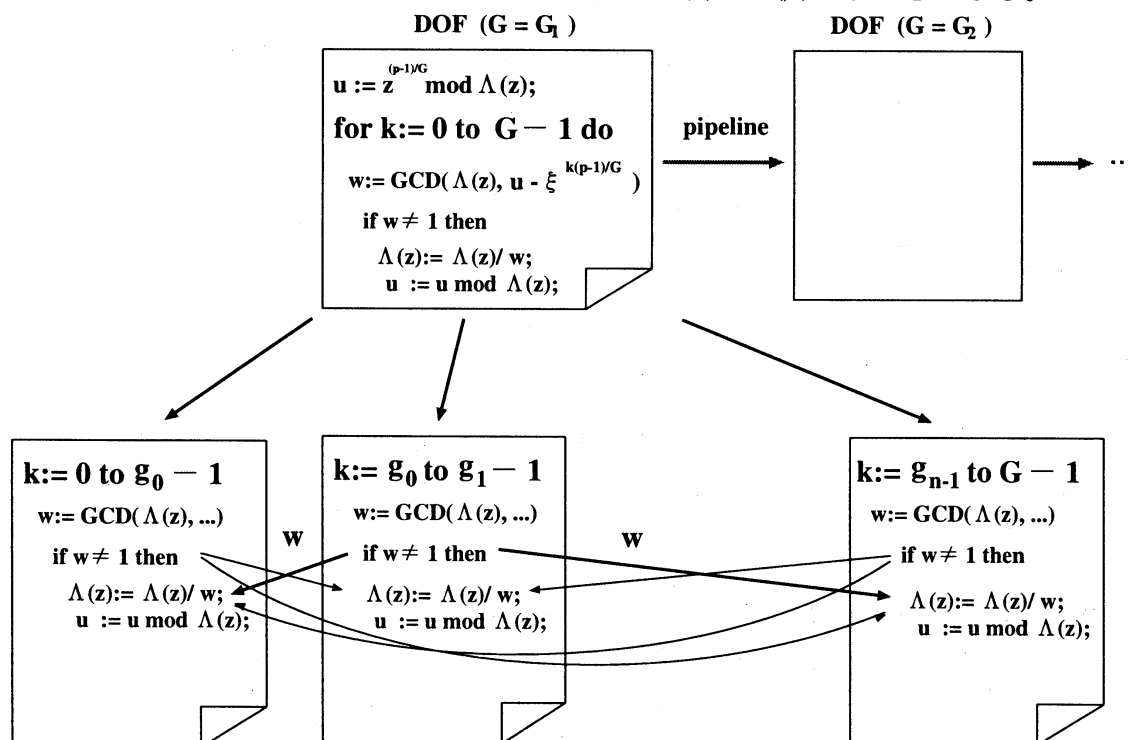 DOF (G = G₁ )
DOF (G = G₂ )
u := z^(p-1)/G mod Λ(z);
for k:= 0 to G − 1 do
w:= GCD(Λ(z), u - ξ^k(p-1)/G )
if w ≠ 1 then
Λ(z):= Λ(z)/ w;
u := u mod Λ(z);
pipeline
..
k:= 0 to g₀ − 1
w:= GCD(Λ(z), ...)
if w ≠ 1 then
Λ(z):= Λ(z)/ w;
u := u mod Λ(z);
w
k:= g₀ to g₁ − 1
w:= GCD(Λ(z), ...)
if w ≠ 1 then
Λ(z):= Λ(z)/ w;
u := u mod Λ(z);
w
k:= gₙ₋₁ to G − 1
w:= GCD(Λ(z), ...)
if w ≠ 1 then
Λ(z):= Λ(z)/ w;
u := u mod Λ(z);